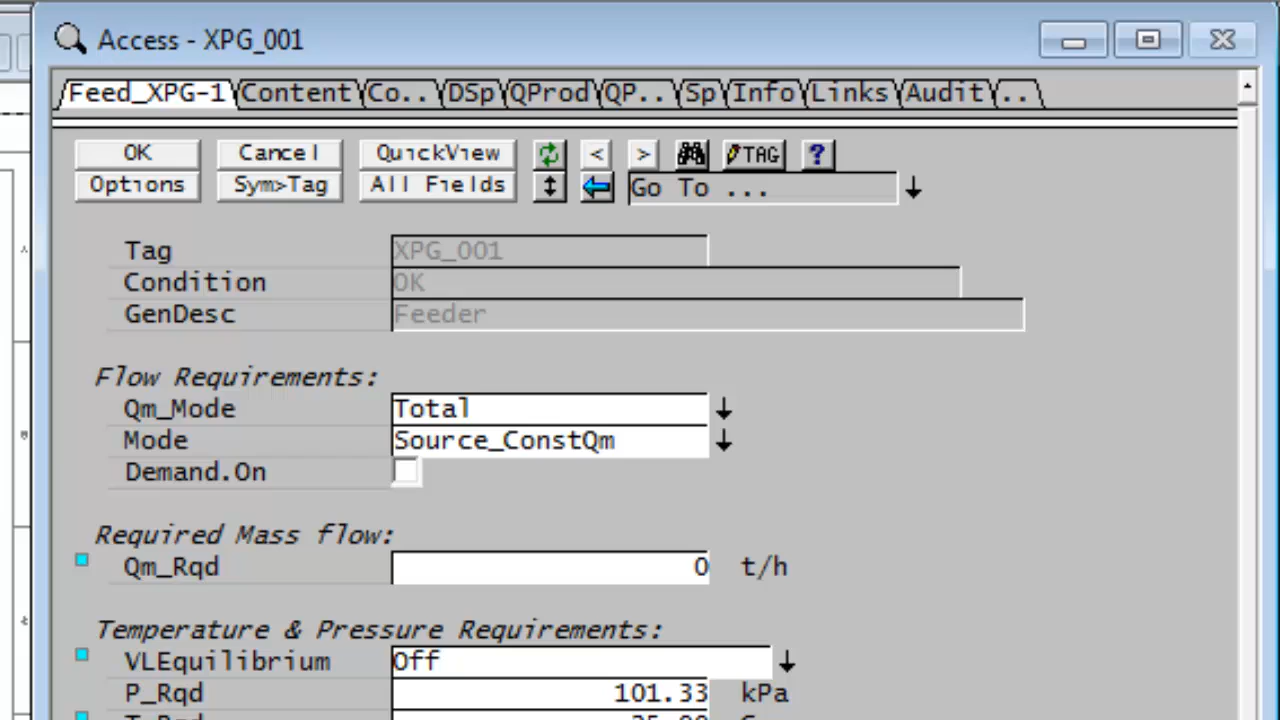 Access - XPG_001
Feed_XPG-1 Content Co.. DSp QProd QP.. Sp Info Links Audit ..
OK Cancel QuickView < > TAG ?
Options Sym>Tag All Fields Go To ...
Tag XPG_001
Condition OK
GenDesc Feeder
Flow Requirements:
Qm_Mode Total
Mode Source_ConstQm
Demand.On
Required Mass flow:
Qm_Rqd 0 t/h
Temperature & Pressure Requirements:
VLEquilibrium Off
P_Rqd 101.33 kPa